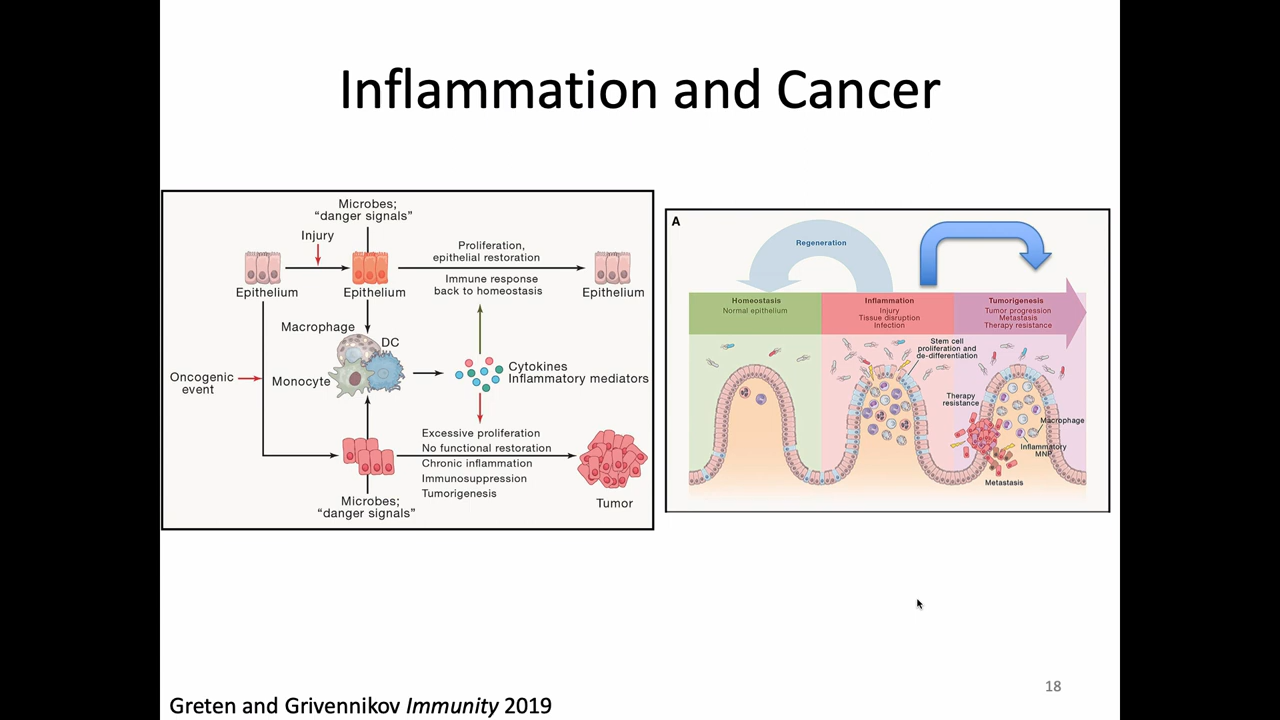 Inflammation and Cancer
Microbes;
“danger signals”
Injury
Epithelium
Epithelium
Proliferation,
epithelial restoration
Immune response
back to homeostasis
Epithelium
Macrophage
DC
Monocyte
Oncogenic
event
Cytokines
Inflammatory mediators
Excessive proliferation
No functional restoration
Chronic inflammation
Immunosuppression
Tumorigenesis
Microbes;
“danger signals”
Tumor
A
Regeneration
Homeostasis
Normal epithelium
Inflammation
Injury
Tissue disruption
Infection
Tumorigenesis
Tumor progression
Metastasis
Therapy resistance
Stem cell
proliferation and
de-differentiation
Therapy
resistance
Macrophage
Inflammatory
MNP
Metastasis
Greten and Grivennikov Immunity 2019
18